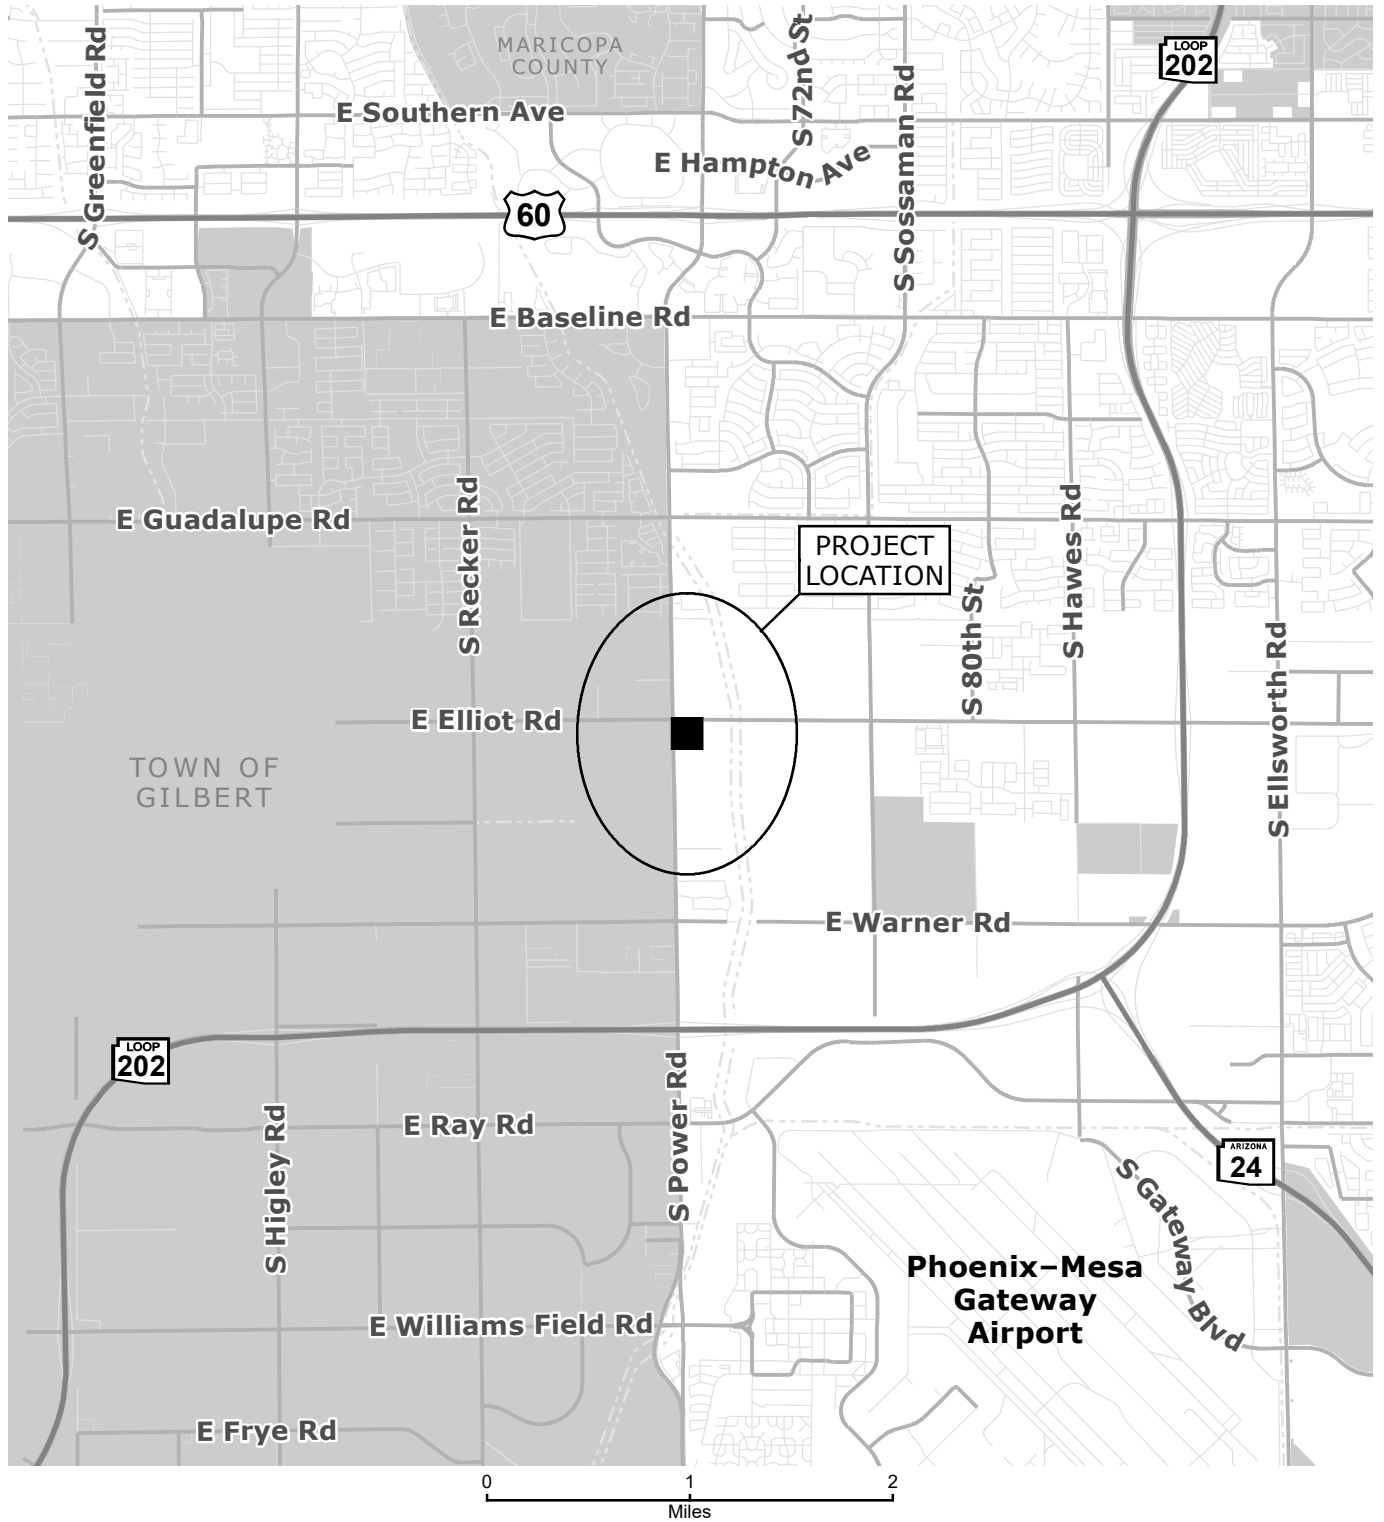 MARICOPA
COUNTY
S Greenfield Rd
E Southern Ave
S 72nd St
S Sossaman Rd
LOOP
202
E Hampton Ave
60
E Baseline Rd
E Guadalupe Rd
S Recker Rd
PROJECT
LOCATION
S 80th St
S Hawes Rd
S Ellsworth Rd
E Elliot Rd
TOWN OF
GILBERT
E Warner Rd
LOOP
202
S Higley Rd
E Ray Rd
S Power Rd
ARIZONA
24
S Gateway Blvd
Phoenix–Mesa
Gateway
Airport
E Williams Field Rd
E Frye Rd
0 1 2
Miles